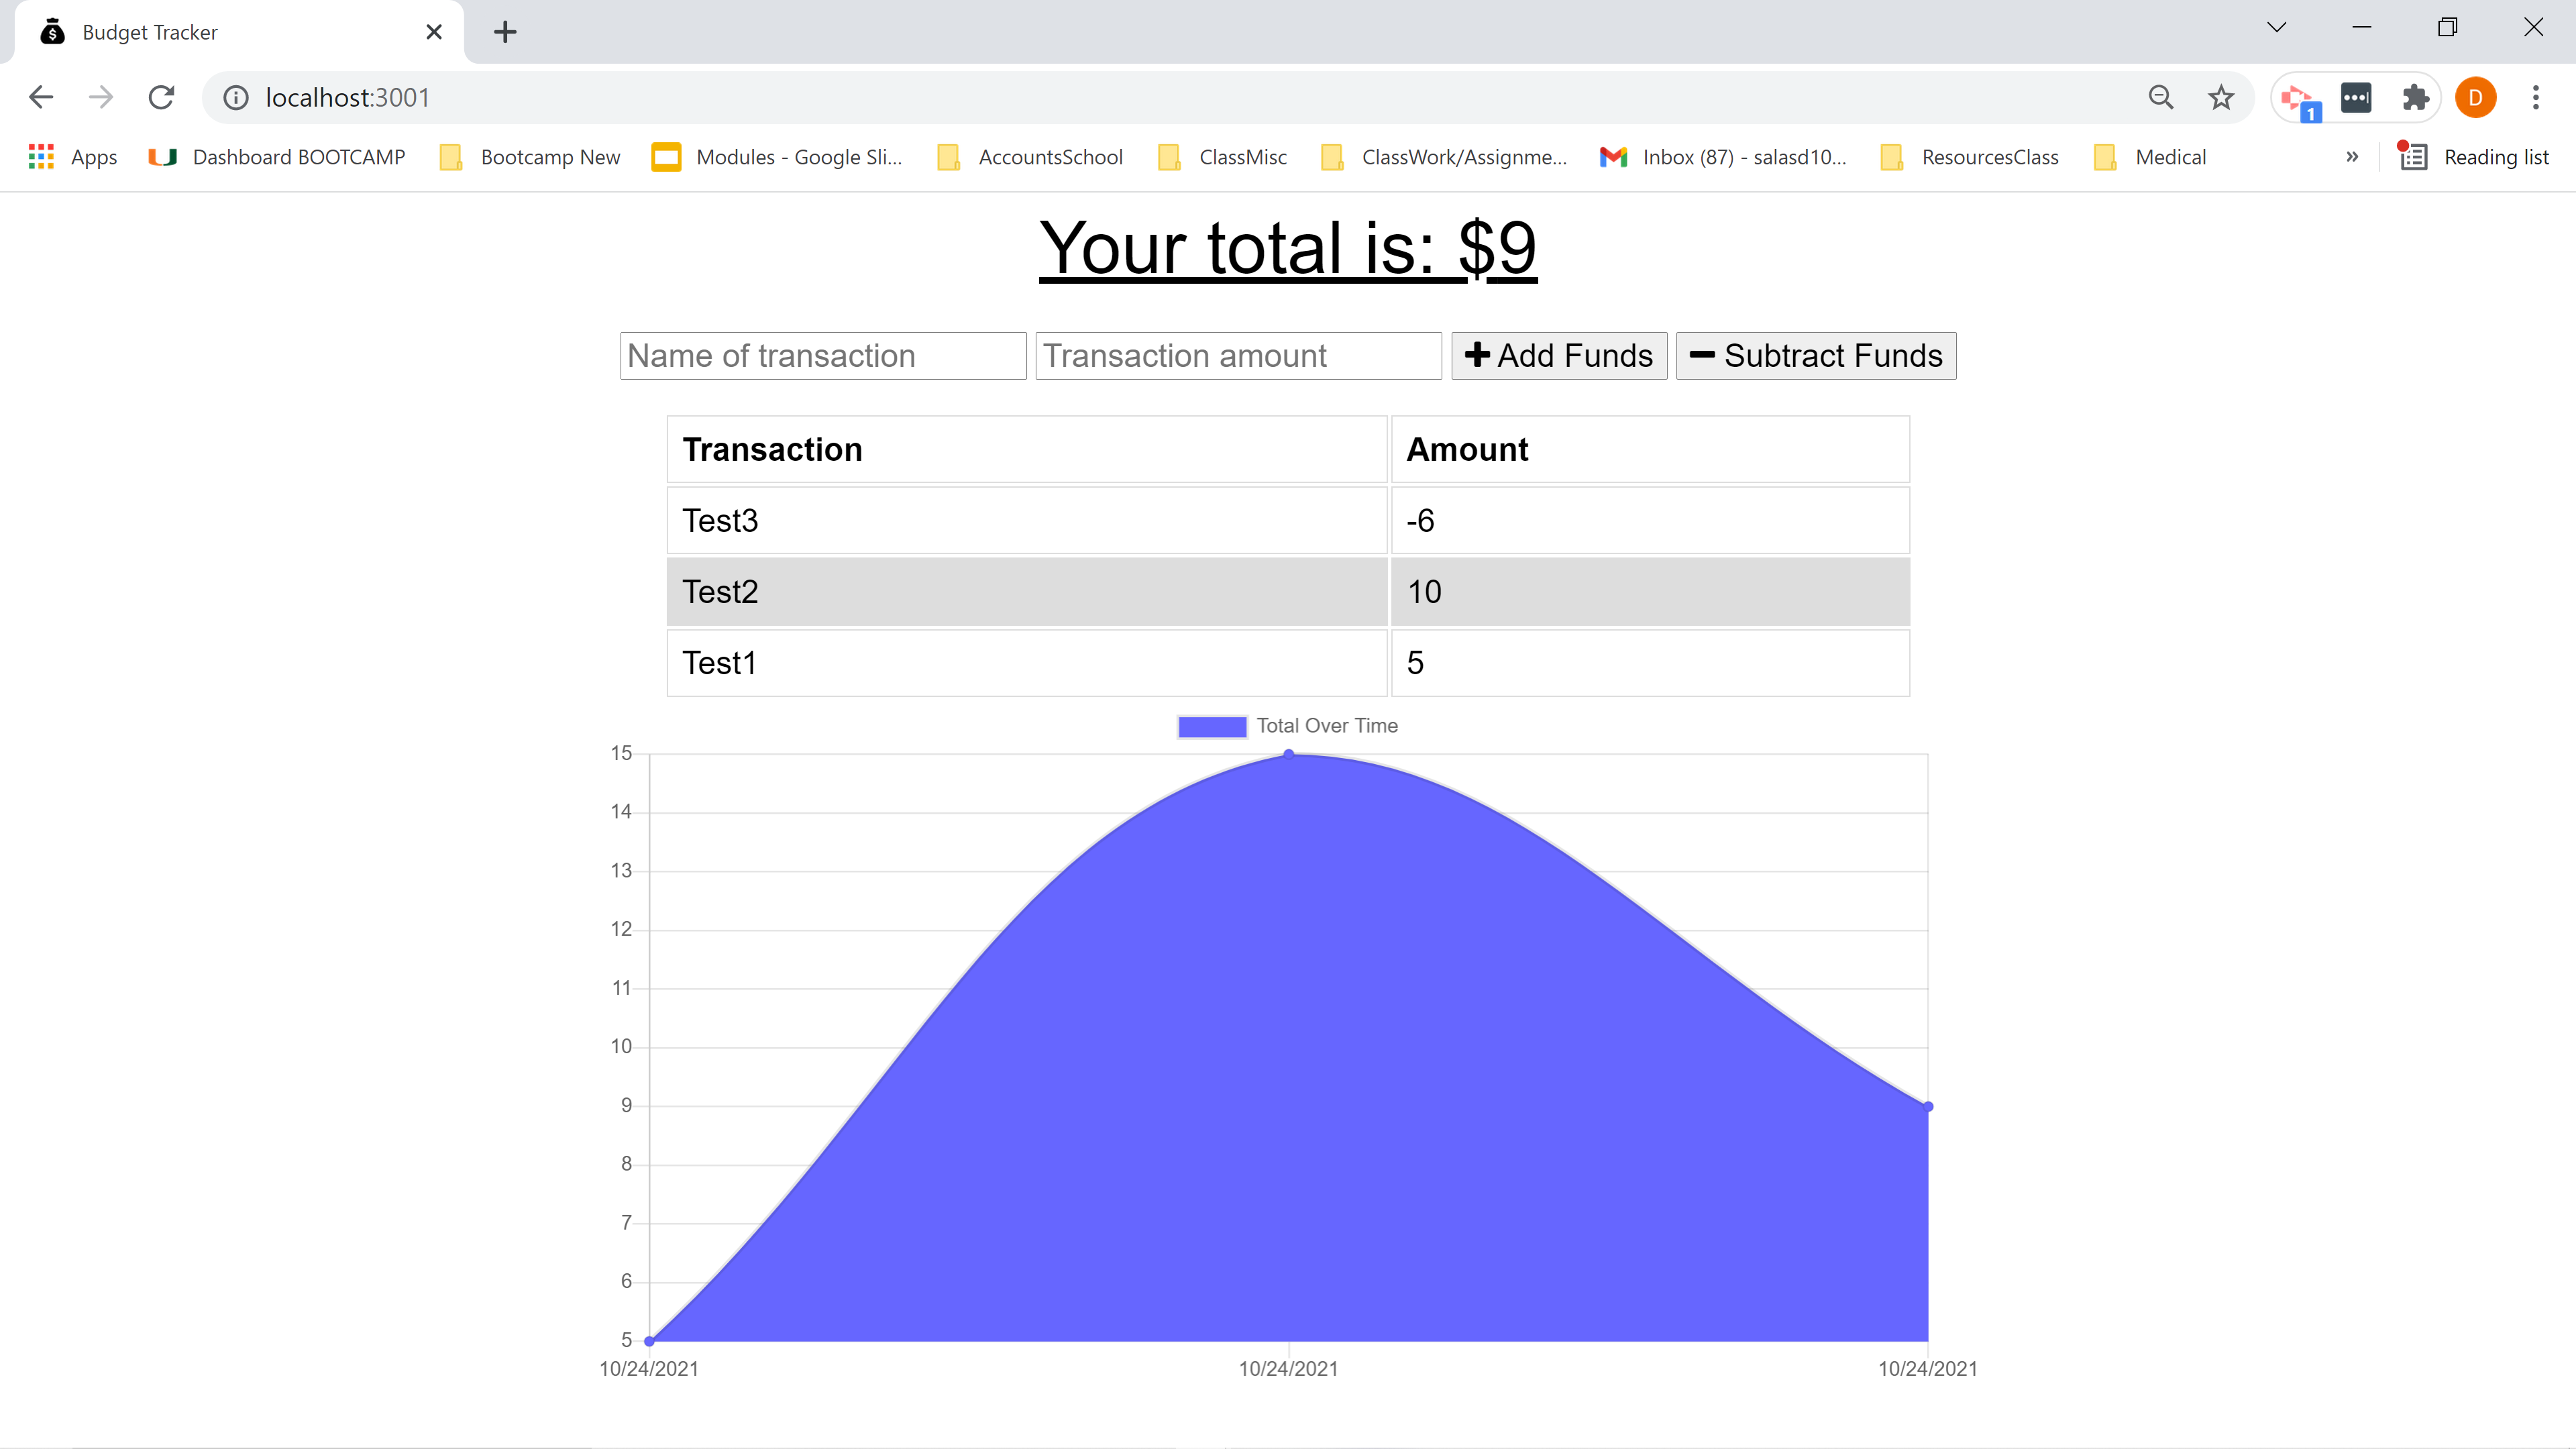 Budget Tracker
localhost:3001
1
D
Apps Dashboard BOOTCAMP Bootcamp New Modules - Google Sli... AccountsSchool ClassMisc ClassWork/Assignme... Inbox (87) - salasd10... ResourcesClass Medical » Reading list
Your total is: $9
Name of transaction Transaction amount Add Funds Subtract Funds
Transaction Amount
Test3 -6
Test2 10
Test1 5
Total Over Time
15
14
13
12
11
10
9
8
7
6
5
10/24/2021 10/24/2021 10/24/2021